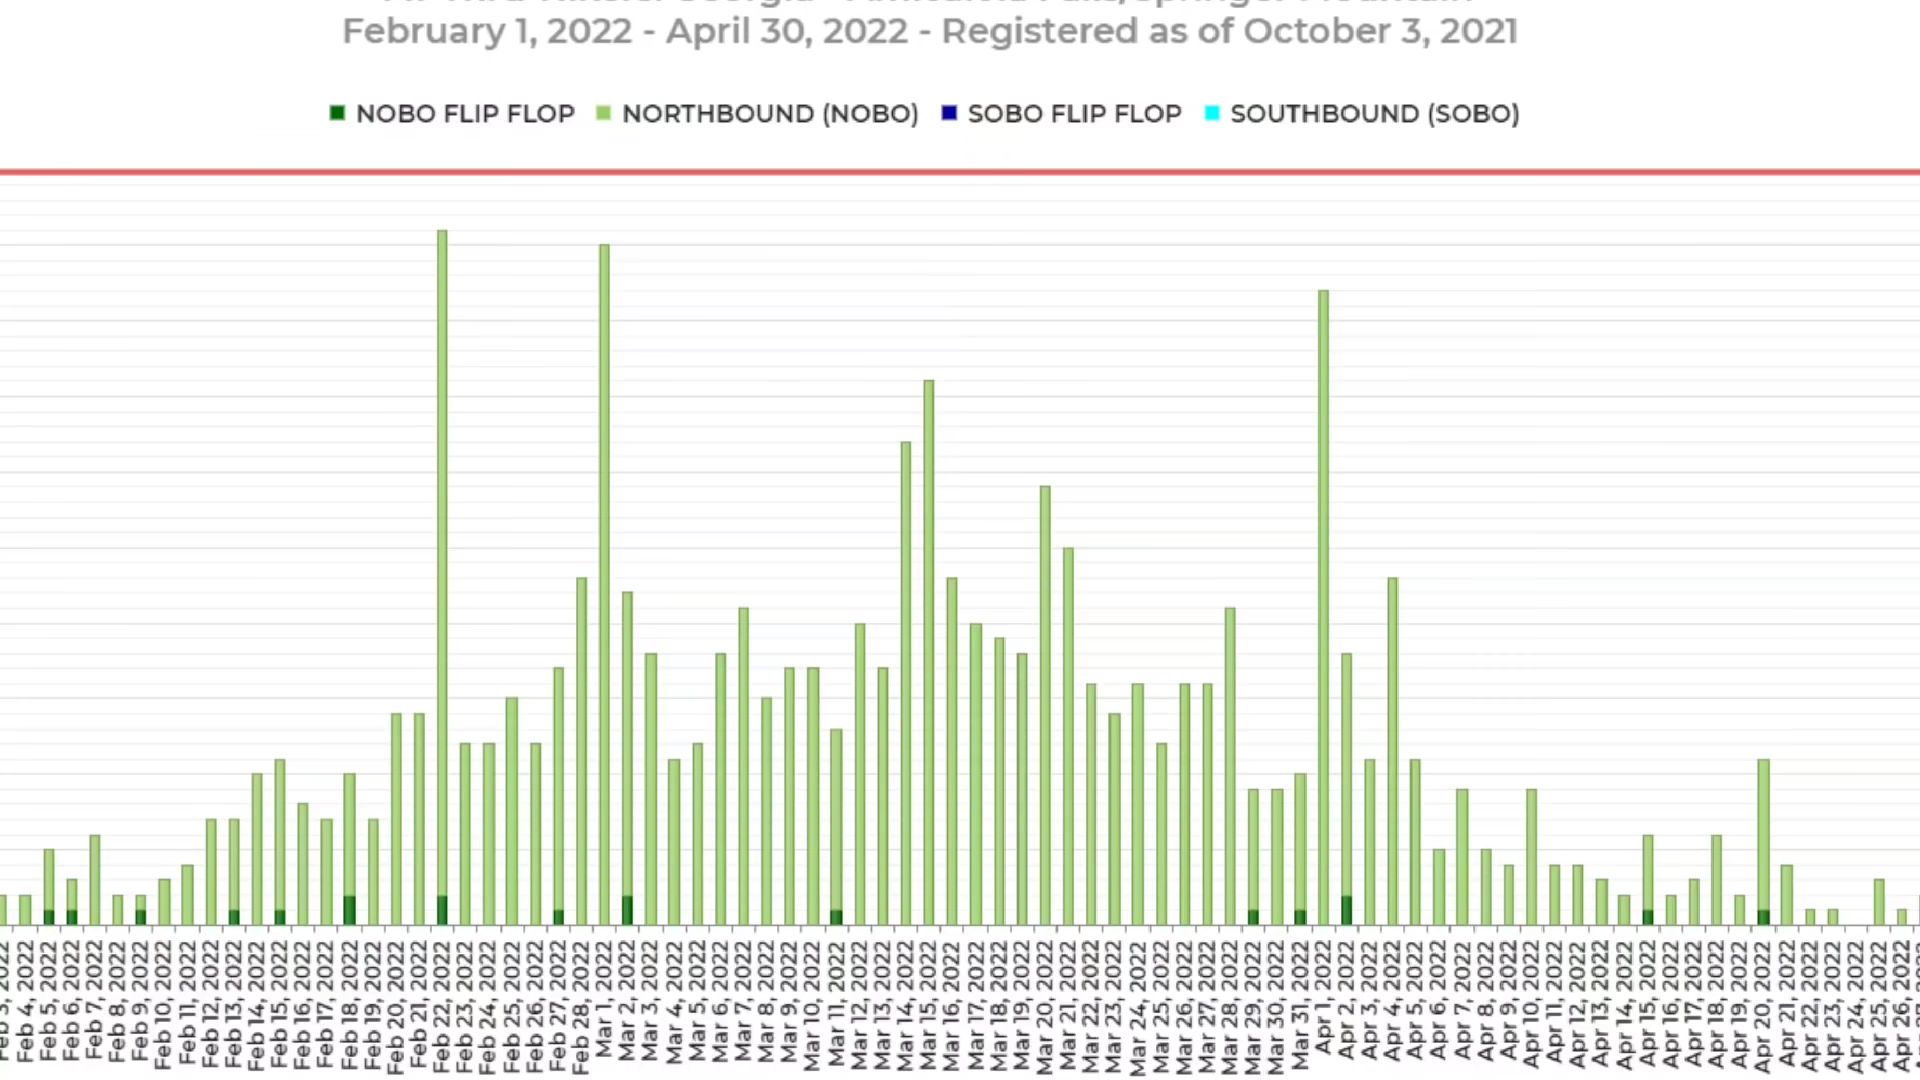 February 1, 2022 - April 30, 2022 - Registered as of October 3, 2021
NOBO FLIP FLOP NORTHBOUND (NOBO) SOBO FLIP FLOP SOUTHBOUND (SOBO)
Feb 4, 2022
Feb 5, 2022
Feb 6, 2022
Feb 7, 2022
Feb 8, 2022
Feb 9, 2022
Feb 10, 2022
Feb 11, 2022
Feb 12, 2022
Feb 13, 2022
Feb 14, 2022
Feb 15, 2022
Feb 16, 2022
Feb 17, 2022
Feb 18, 2022
Feb 19, 2022
Feb 20, 2022
Feb 21, 2022
Feb 22, 2022
Feb 23, 2022
Feb 24, 2022
Feb 25, 2022
Feb 26, 2022
Feb 27, 2022
Feb 28, 2022
Mar 1, 2022
Mar 2, 2022
Mar 3, 2022
Mar 4, 2022
Mar 5, 2022
Mar 6, 2022
Mar 7, 2022
Mar 8, 2022
Mar 9, 2022
Mar 10, 2022
Mar 11, 2022
Mar 12, 2022
Mar 13, 2022
Mar 14, 2022
Mar 15, 2022
Mar 16, 2022
Mar 17, 2022
Mar 18, 2022
Mar 19, 2022
Mar 20, 2022
Mar 21, 2022
Mar 22, 2022
Mar 23, 2022
Mar 24, 2022
Mar 25, 2022
Mar 26, 2022
Mar 27, 2022
Mar 28, 2022
Mar 29, 2022
Mar 30, 2022
Mar 31, 2022
Apr 1, 2022
Apr 2, 2022
Apr 3, 2022
Apr 4, 2022
Apr 5, 2022
Apr 6, 2022
Apr 7, 2022
Apr 8, 2022
Apr 9, 2022
Apr 10, 2022
Apr 11, 2022
Apr 12, 2022
Apr 13, 2022
Apr 14, 2022
Apr 15, 2022
Apr 16, 2022
Apr 17, 2022
Apr 18, 2022
Apr 19, 2022
Apr 20, 2022
Apr 21, 2022
Apr 22, 2022
Apr 23, 2022
Apr 24, 2022
Apr 25, 2022
Apr 26, 2022